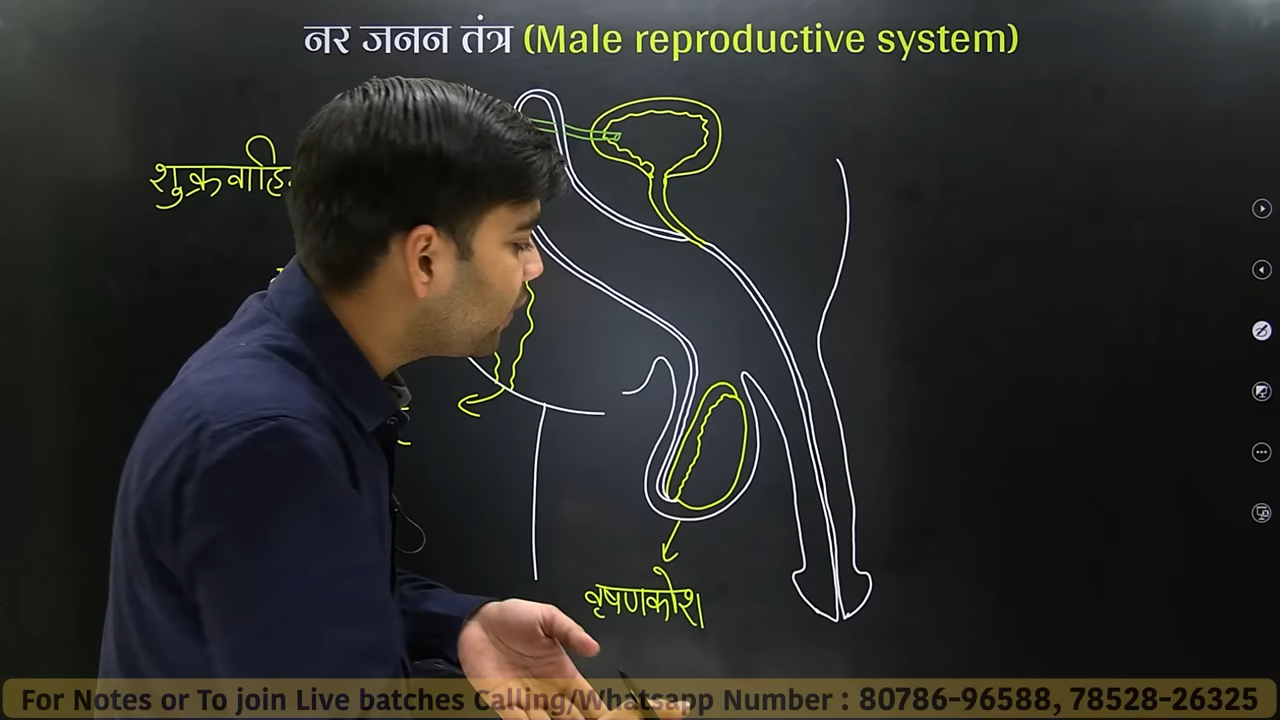 नर जनन तंत्र (Male reproductive system)
वृषणकोश
For Notes or To join Live batches Calling/Whatsapp Number : 80786-96588, 78528-26325